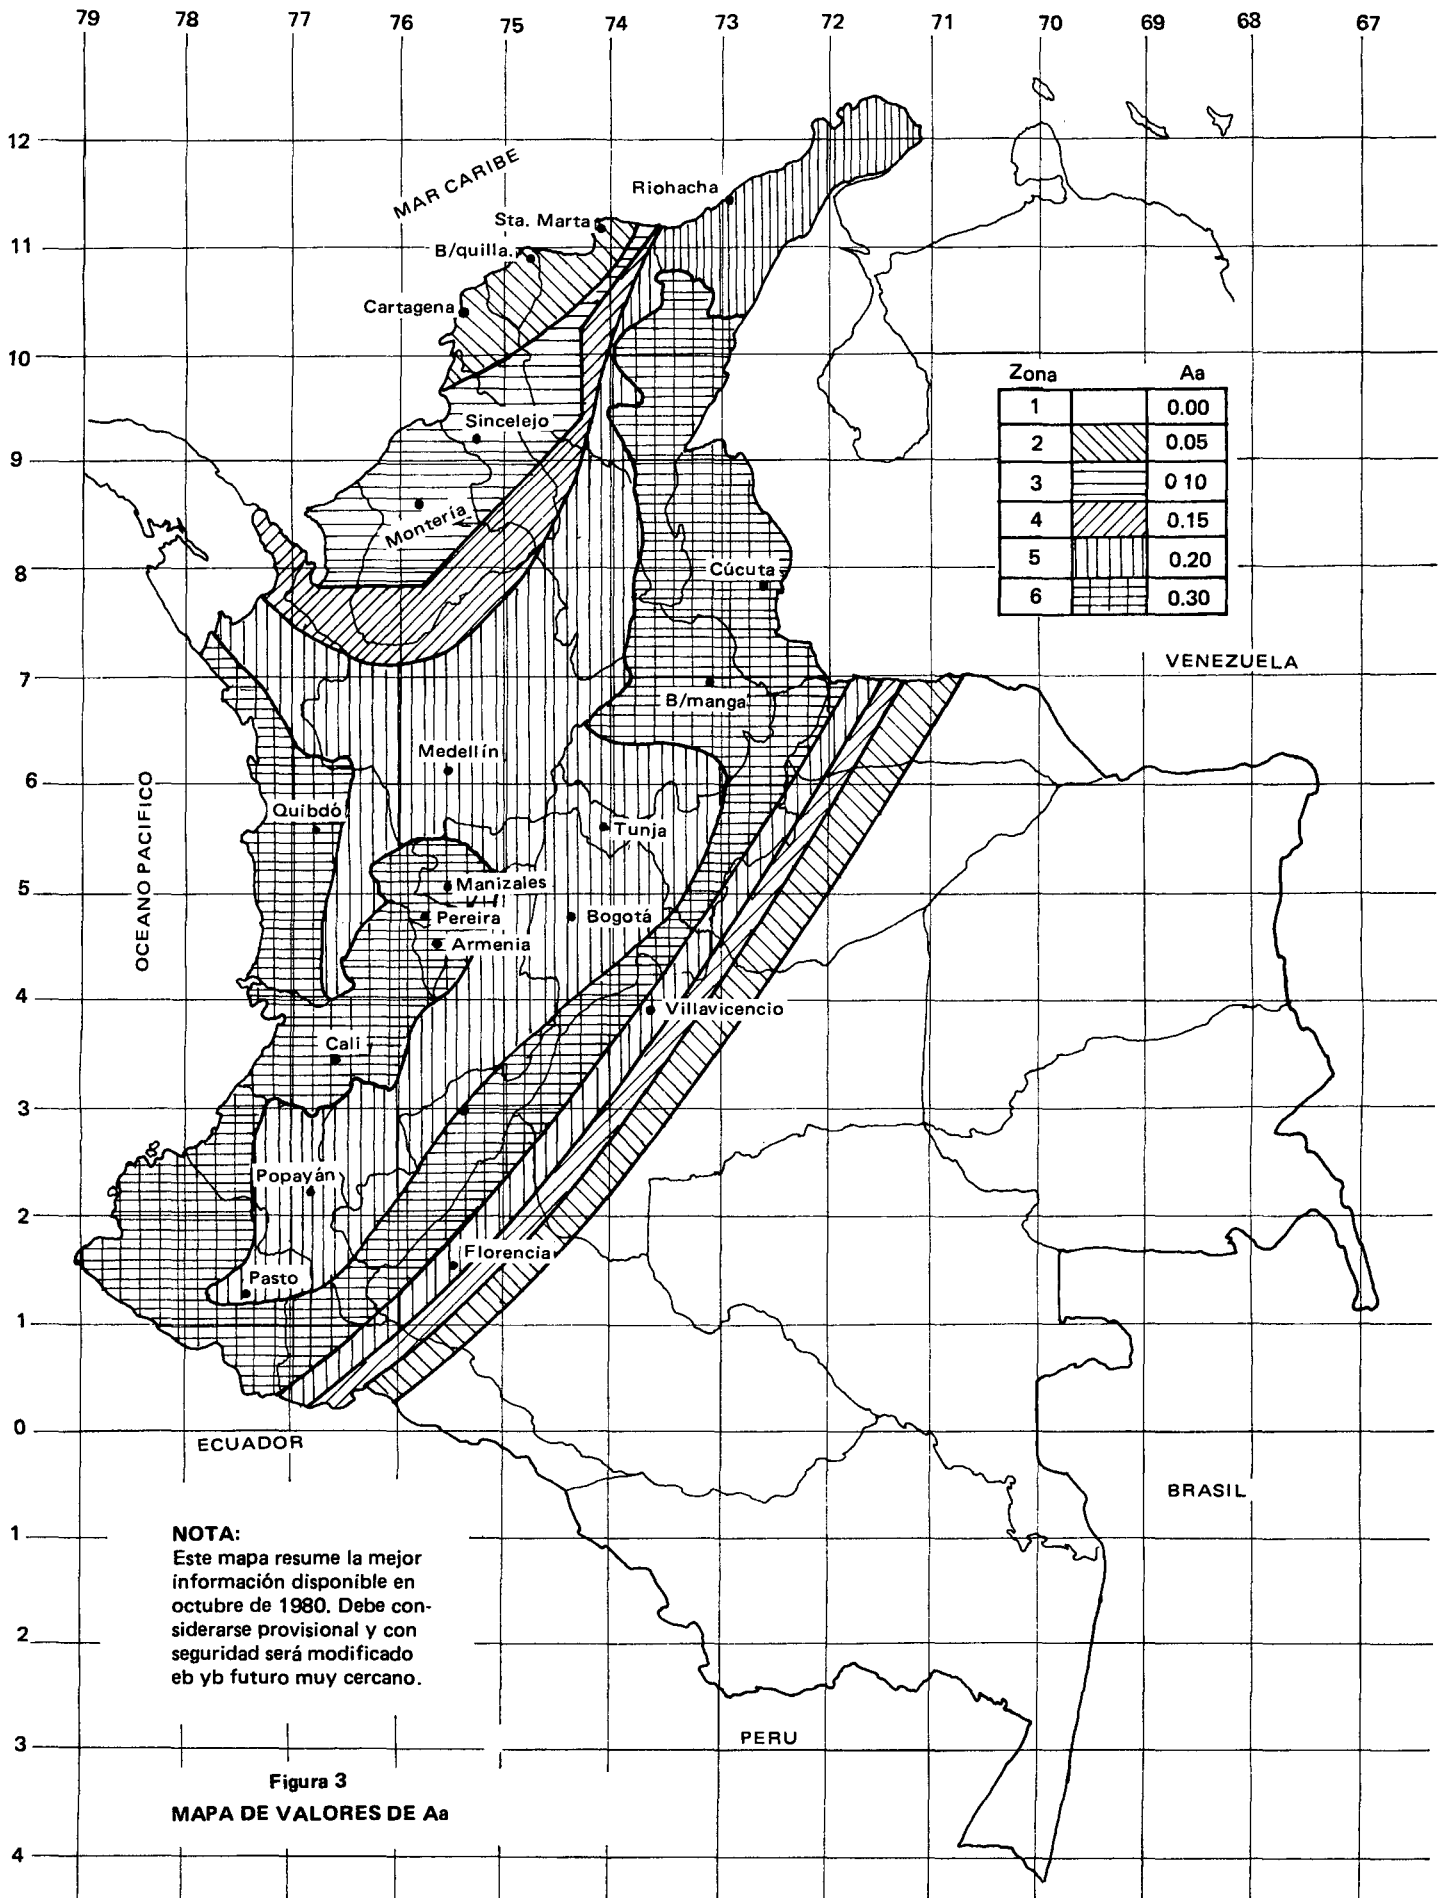 79 78 77 76 75 74 73 72 71 70 69 68 67
12
MAR CARIBE
Riohacha
Sta. Marta
11
B/quilla.
Cartagena
10
Zona Aa
1 0.00
2 0.05
3 0 10
4 0.15
5 0.20
6 0.30
Sincelejo
9
Montería
8
Cúcuta
7
VENEZUELA
B/manga
Medellín
6
OCEANO PACIFICO
Quibdó
Tunja
5
Manizales
Pereira
Bogotá
Armenia
4
Villavicencio
Cali
3
Popayán
2
Florencia
Pasto
1
0
ECUADOR
BRASIL
1
NOTA:
Este mapa resume la mejor
información disponible en
octubre de 1980. Debe con-
siderarse provisional y con
seguridad será modificado
eb yb futuro muy cercano.
2
PERU
3
Figura 3
MAPA DE VALORES DE Aa
4